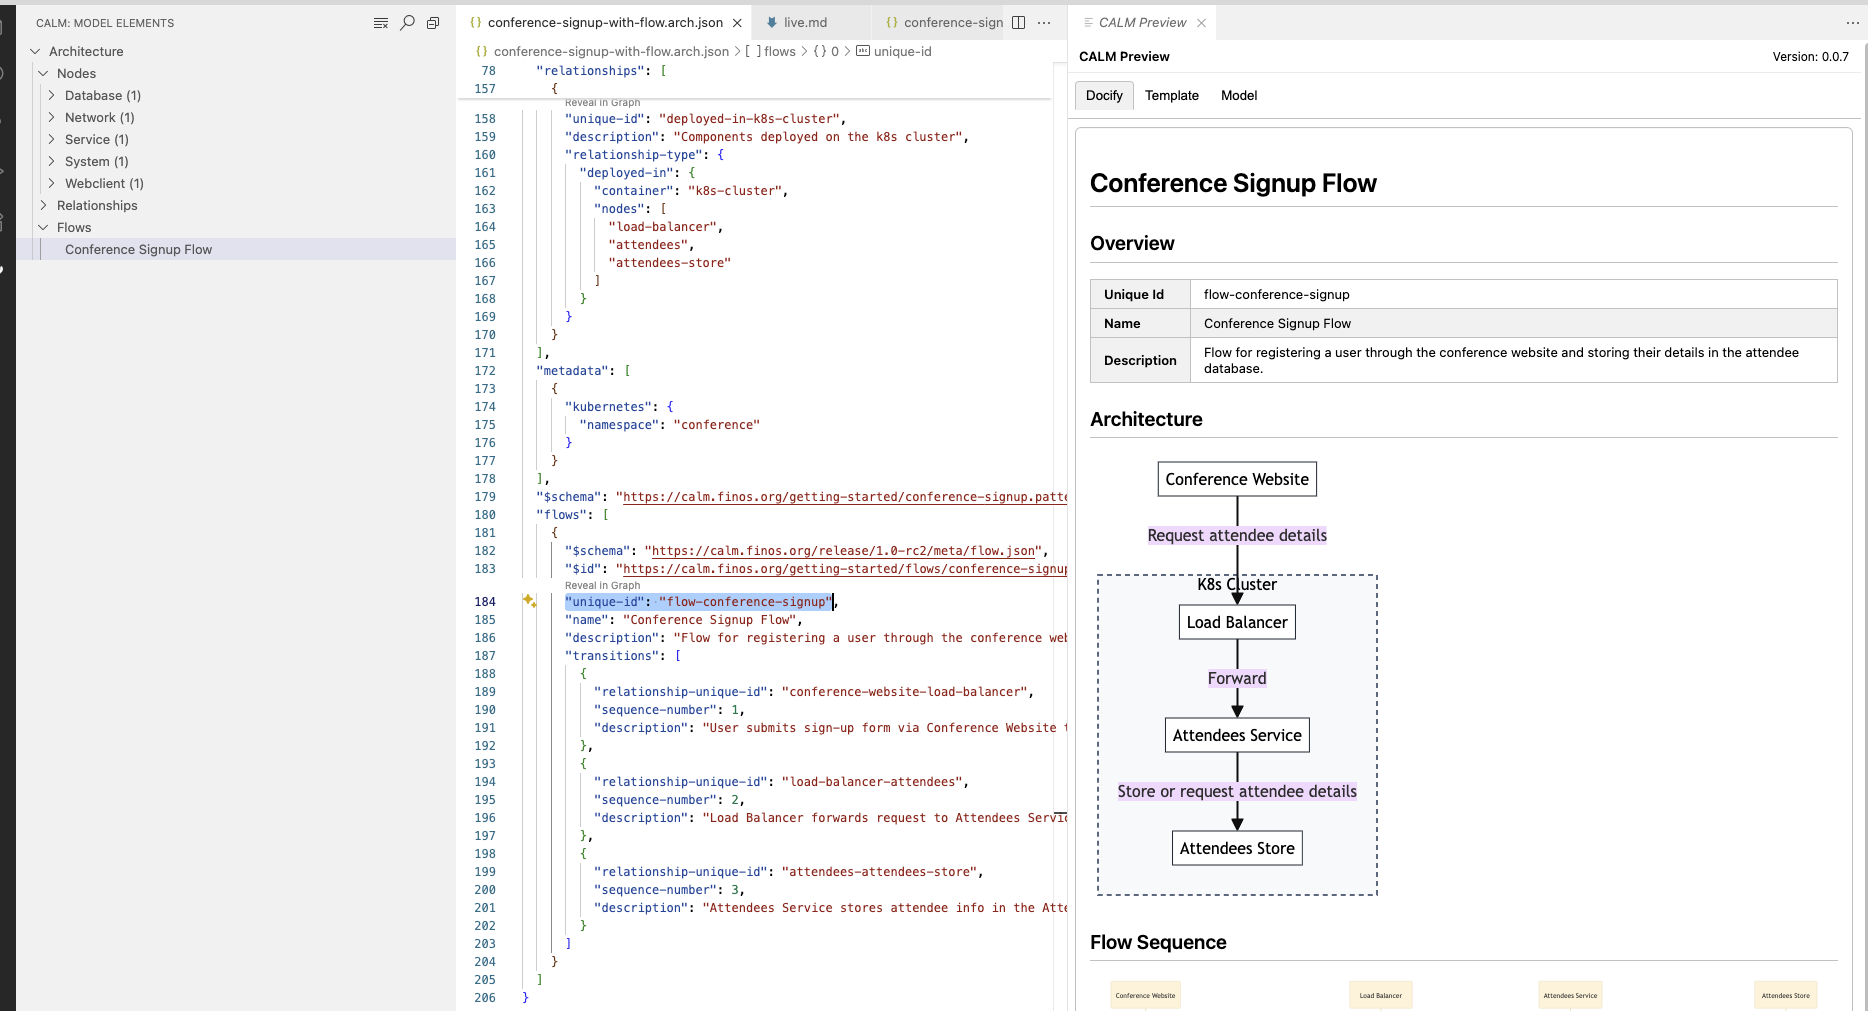 CALM: MODEL ELEMENTS
Architecture
Nodes
Database (1)
Network (1)
Service (1)
System (1)
Webclient (1)
Relationships
Flows
Conference Signup Flow
{} conference-signup-with-flow.arch.json
live.md
{} conference-sign
{} conference-signup-with-flow.arch.json > [ ] flows > {} 0 > abc unique-id
78 "relationships": [
157 {
Reveal in Graph
158 "unique-id": "deployed-in-k8s-cluster",
159 "description": "Components deployed on the k8s cluster",
160 "relationship-type": {
161 "deployed-in": {
162 "container": "k8s-cluster",
163 "nodes": [
164 "load-balancer",
165 "attendees",
166 "attendees-store"
167 ]
168 }
169 }
170 }
171 ],
172 "metadata": [
173 {
174 "kubernetes": {
175 "namespace": "conference"
176 }
177 }
178 ],
179 "$schema": "https://calm.finos.org/getting-started/conference-signup.patte
180 "flows": [
181 {
182 "$schema": "https://calm.finos.org/release/1.0-rc2/meta/flow.json",
183 "$id": "https://calm.finos.org/getting-started/flows/conference-signup
Reveal in Graph
184 "unique-id": "flow-conference-signup",
185 "name": "Conference Signup Flow",
186 "description": "Flow for registering a user through the conference web
187 "transitions": [
188 {
189 "relationship-unique-id": "conference-website-load-balancer",
190 "sequence-number": 1,
191 "description": "User submits sign-up form via Conference Website t
192 },
193 {
194 "relationship-unique-id": "load-balancer-attendees",
195 "sequence-number": 2,
196 "description": "Load Balancer forwards request to Attendees Servic
197 },
198 {
199 "relationship-unique-id": "attendees-attendees-store",
200 "sequence-number": 3,
201 "description": "Attendees Service stores attendee info in the Atte
202 }
203 ]
204 }
205 ]
206 }
CALM Preview
CALM Preview
Version: 0.0.7
Docify Template Model
Conference Signup Flow
Overview
Unique Id flow-conference-signup
Name Conference Signup Flow
Description Flow for registering a user through the conference website and storing their details in the attendee
database.
Architecture
Conference Website
Request attendee details
K8s Cluster
Load Balancer
Forward
Attendees Service
Store or request attendee details
Attendees Store
Flow Sequence
Conference Website Load Balancer Attendees Service Attendees Store